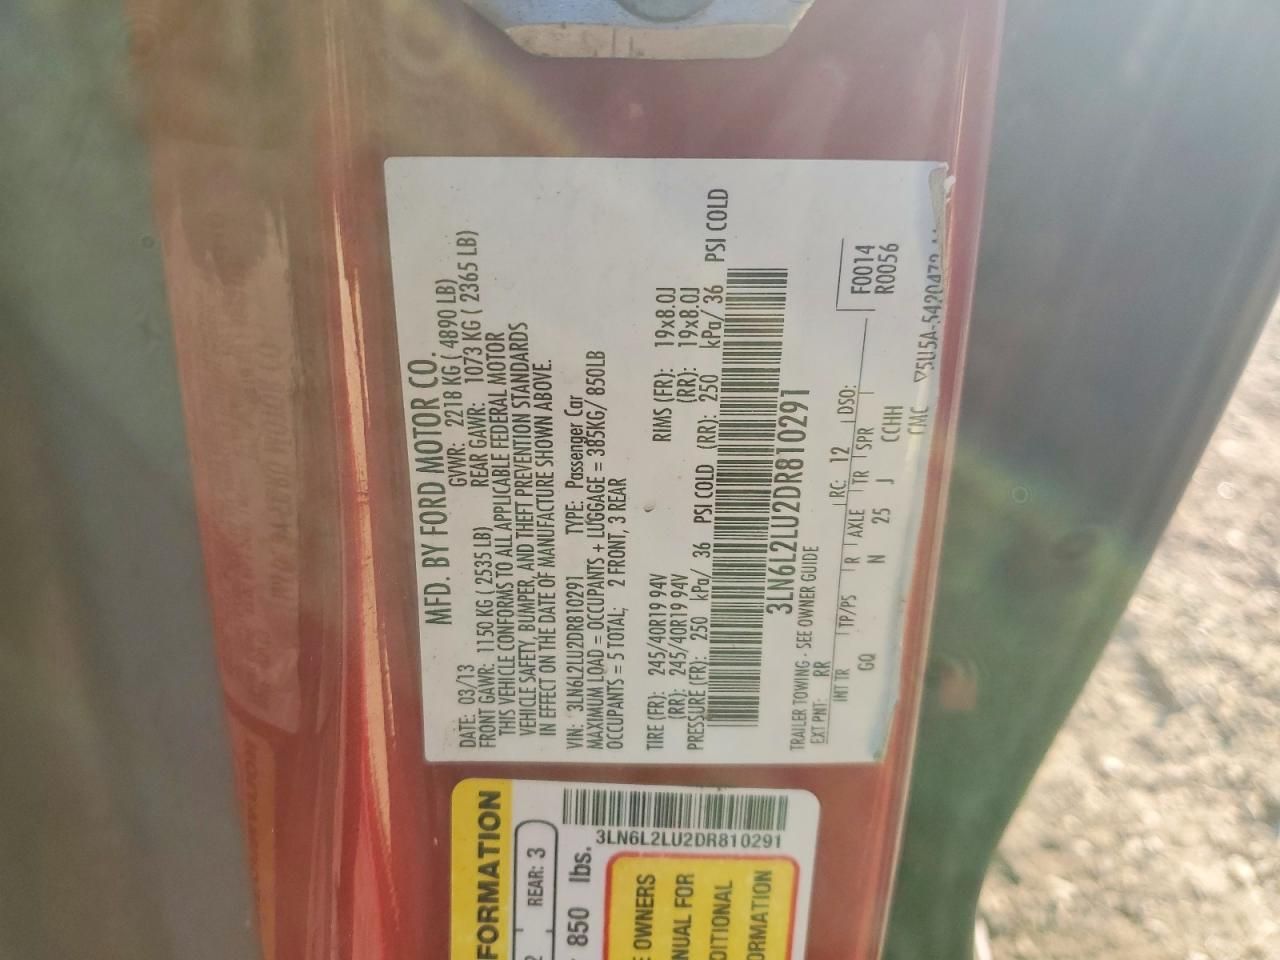 MFD. BY FORD MOTOR CO.
DATE: 03/13 GVWR: 2218 KG ( 4890 LB)
FRONT GAWR: 1150 KG ( 2535 LB) REAR GAWR: 1073 KG ( 2365 LB)
THIS VEHICLE CONFORMS TO ALL APPLICABLE FEDERAL MOTOR
VEHICLE SAFETY, BUMPER, AND THEFT PREVENTION STANDARDS
IN EFFECT ON THE DATE OF MANUFACTURE SHOWN ABOVE.
VIN: 3LN6L2LU2DR810291 TYPE: Passenger Car
MAXIMUM LOAD = OCCUPANTS + LUGGAGE = 385KG/ 850LB
OCCUPANTS = 5 TOTAL; 2 FRONT, 3 REAR
TIRE (FR): 245/40R19 94V RIMS (FR): 19x8.0J
(RR): 245/40R19 94V (RR): 19x8.0J
PRESSURE (FR): 250 kPa/ 36 PSI COLD (RR): 250 kPa/ 36 PSI COLD
3LN6L2LU2DR810291
TRAILER TOWING - SEE OWNER GUIDE
EXT PNT: RR RC: 12 DSO:
INT TR TP/PS R AXLE TR SPR F0014
GQ N 25 J CCHH R0056
CMC
▽5U5A-5420472
FORMATION
REAR: 3
850 lbs.
3LN6L2LU2DR810291
OWNERS
NUAL FOR
DITIONAL
ORMATION